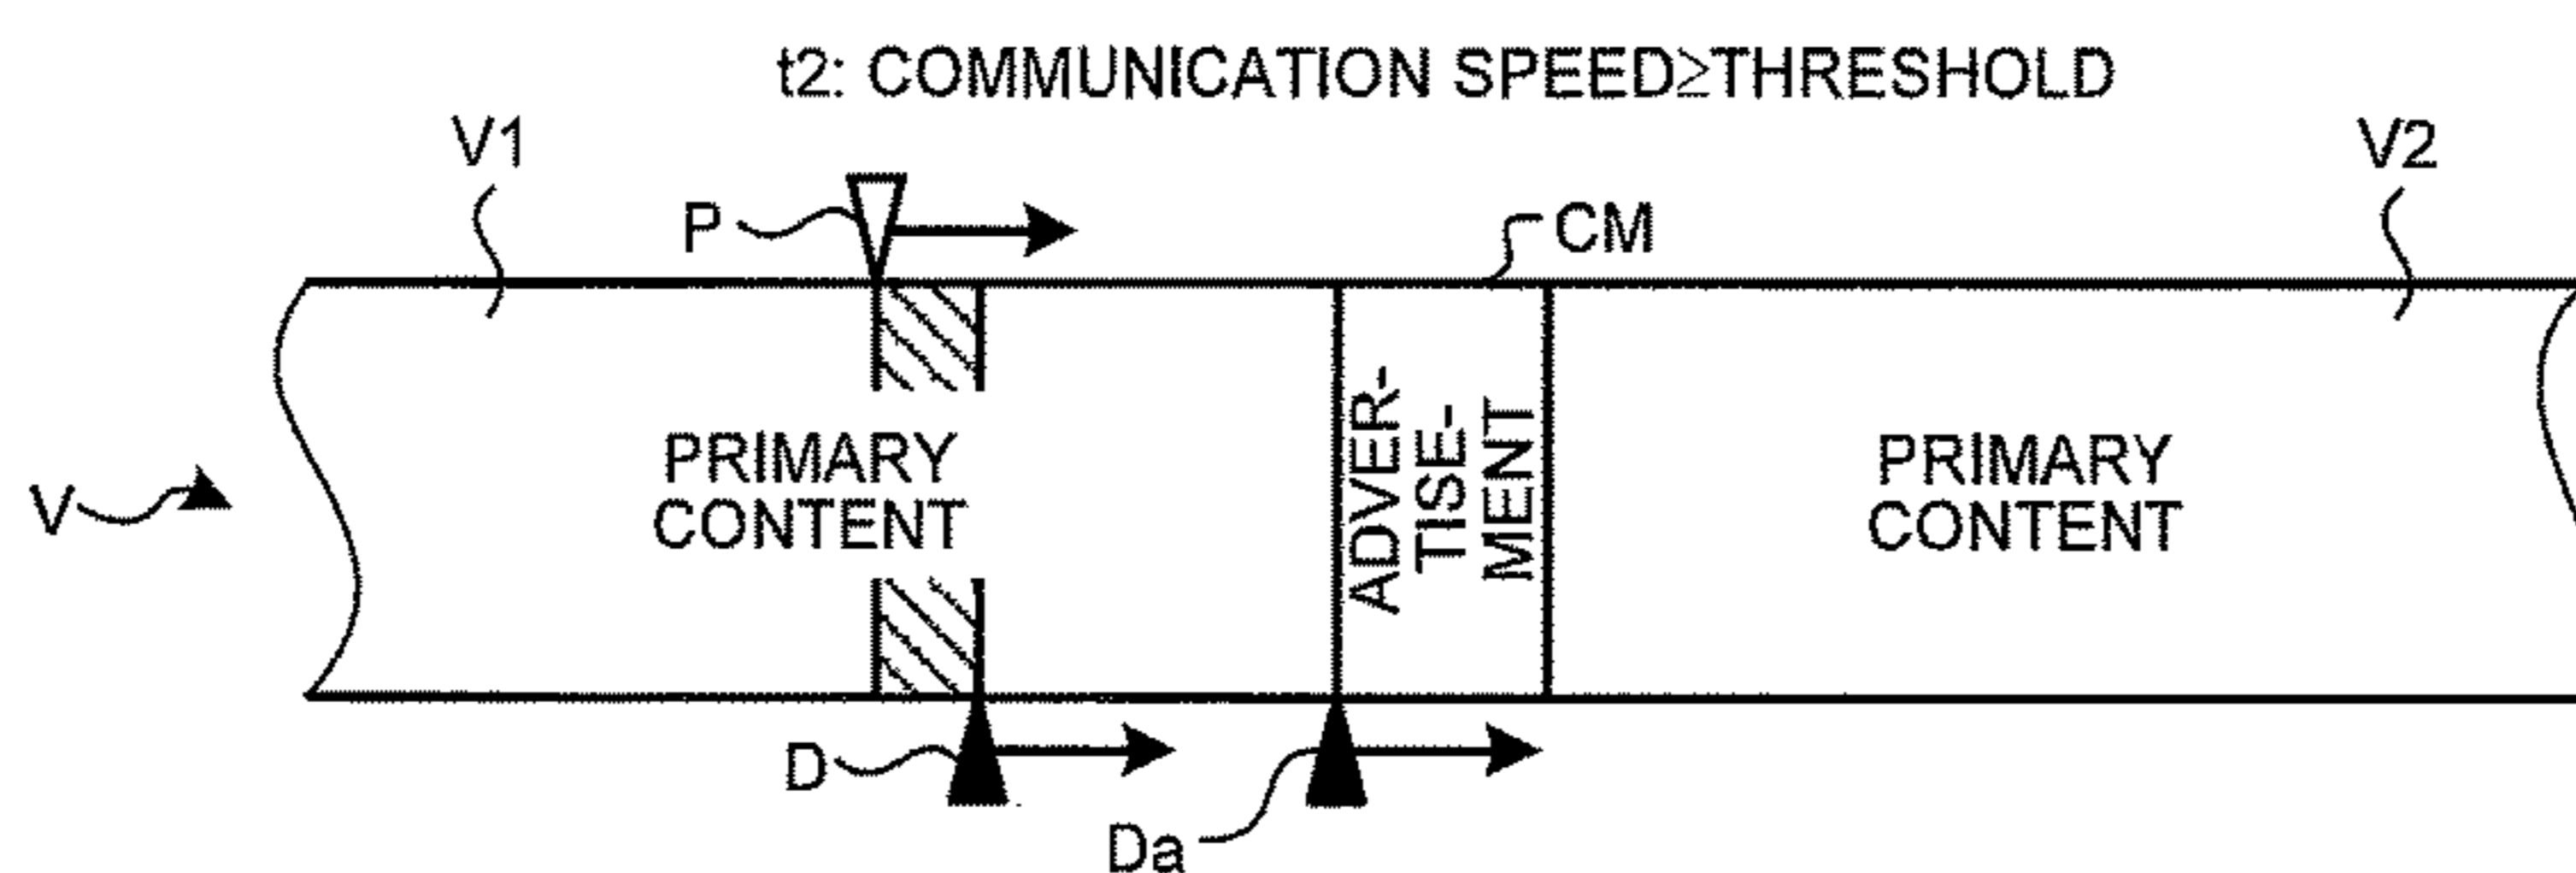 t2: COMMUNICATION SPEED≥THRESHOLD
V1
V2
P
CM
V
PRIMARY
CONTENT
ADVER-
TISE-
MENT
PRIMARY
CONTENT
D
Da